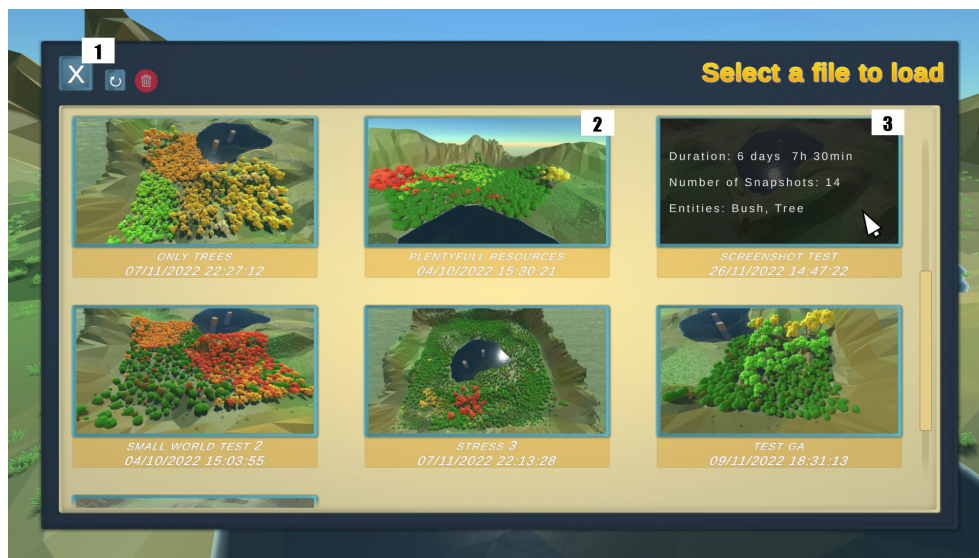 1
X
Select a file to load
2
3
Duration: 6 days 7h 30min
Number of Snapshots: 14
Entities: Bush, Tree
ONLY TREES
07/11/2022 22:27:12
PLENTYFULL RESOURCES
04/10/2022 15:30:21
SCREENSHOT TEST
26/11/2022 14:47:22
SMALL WORLD TEST 2
04/10/2022 15:03:55
STRESS 3
07/11/2022 22:13:28
TEST GA
09/11/2022 18:31:13